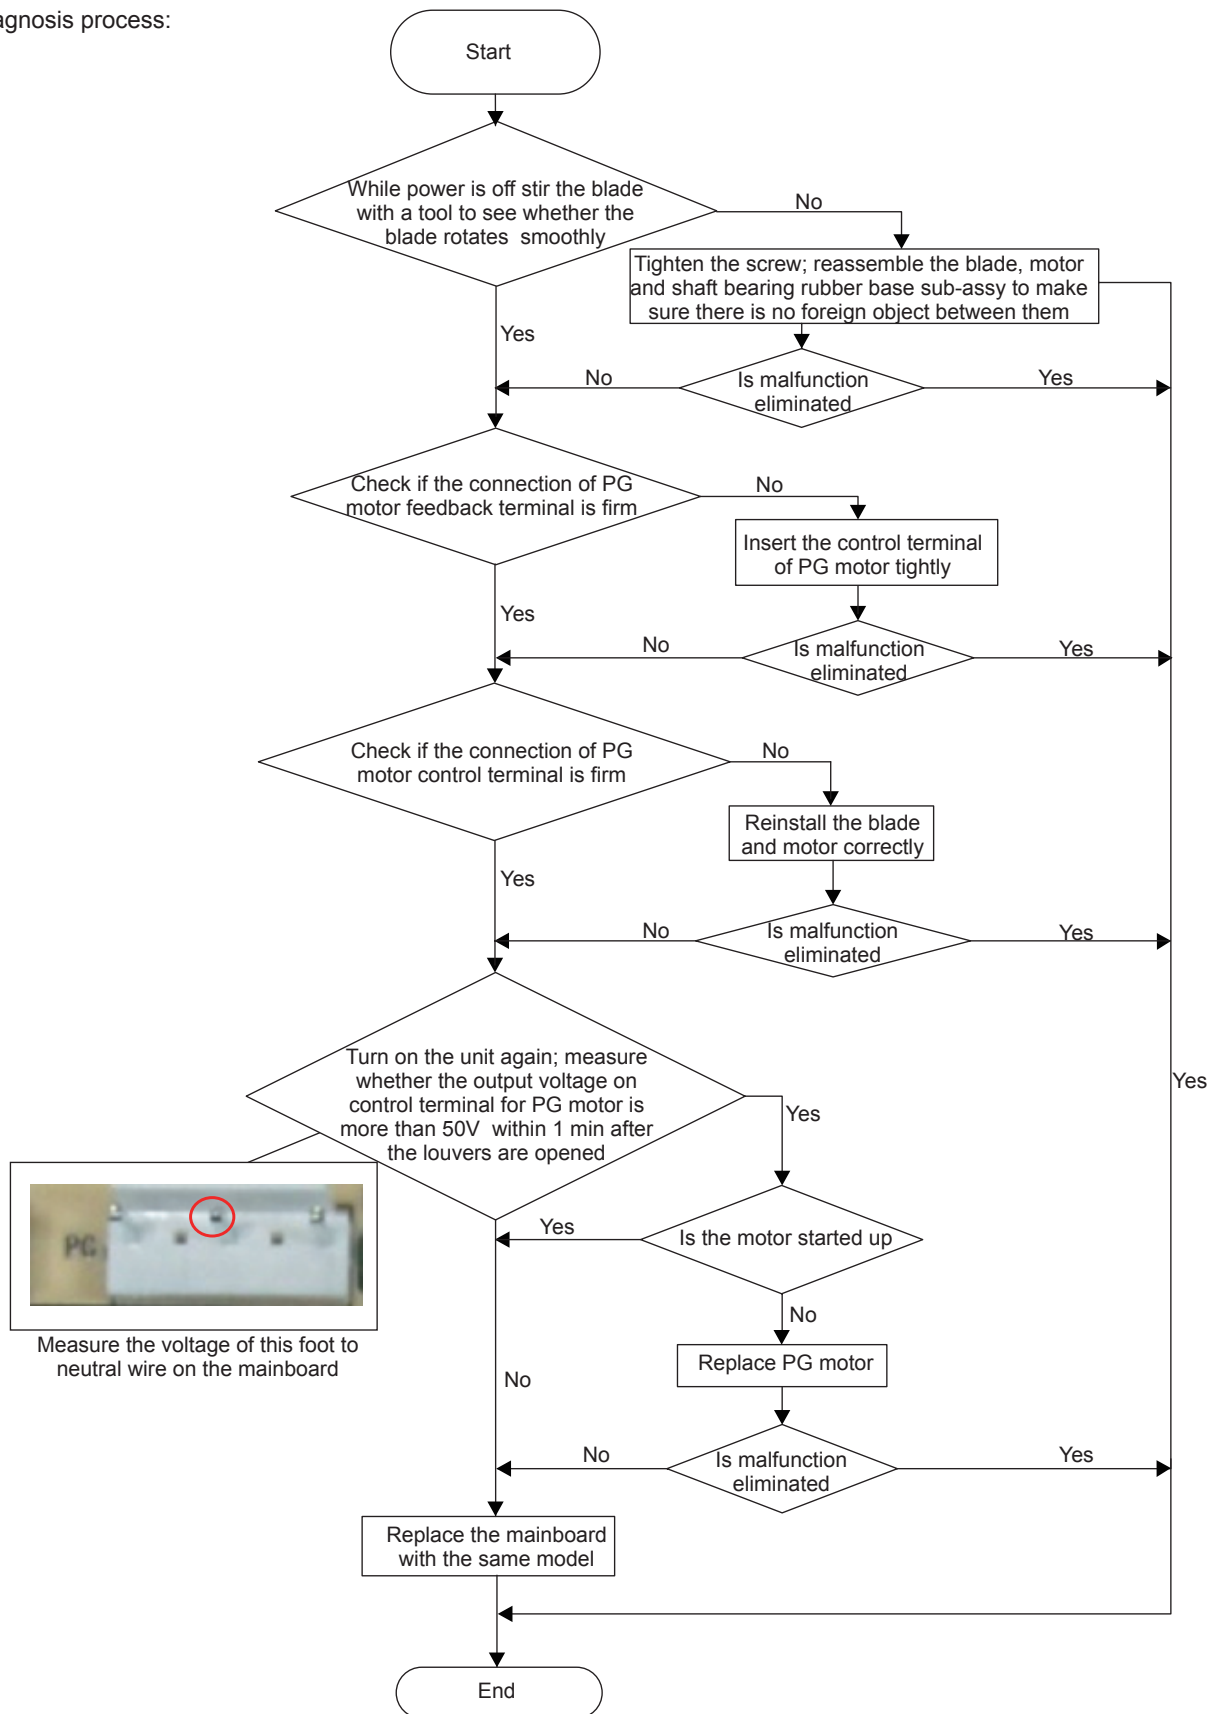 agnosis process:
Start
While power is off stir the blade
with a tool to see whether the
blade rotates smoothly
No
Tighten the screw; reassemble the blade, motor
and shaft bearing rubber base sub-assy to make
sure there is no foreign object between them
Yes
No
Is malfunction
eliminated
Yes
Check if the connection of PG
motor feedback terminal is firm
No
Insert the control terminal
of PG motor tightly
Yes
No
Is malfunction
eliminated
Yes
Check if the connection of PG
motor control terminal is firm
No
Reinstall the blade
and motor correctly
Yes
No
Is malfunction
eliminated
Yes
Turn on the unit again; measure
whether the output voltage on
control terminal for PG motor is
more than 50V within 1 min after
the louvers are opened
Yes
Yes
PG
Measure the voltage of this foot to
neutral wire on the mainboard
Yes
Is the motor started up
No
Replace PG motor
No
No
Is malfunction
eliminated
Yes
Replace the mainboard
with the same model
End